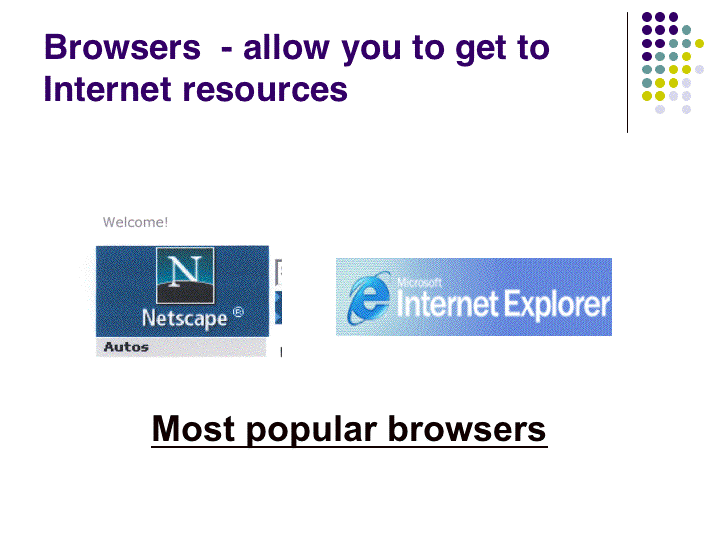 Browsers - allow you to get to
Internet resources
Welcome!
N
Netscape ®
Autos
Microsoft
Internet Explorer
Most popular browsers